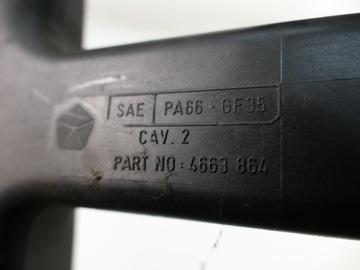 SAE PA66 - GF35
CAV. 2
PART NO : 4663 864